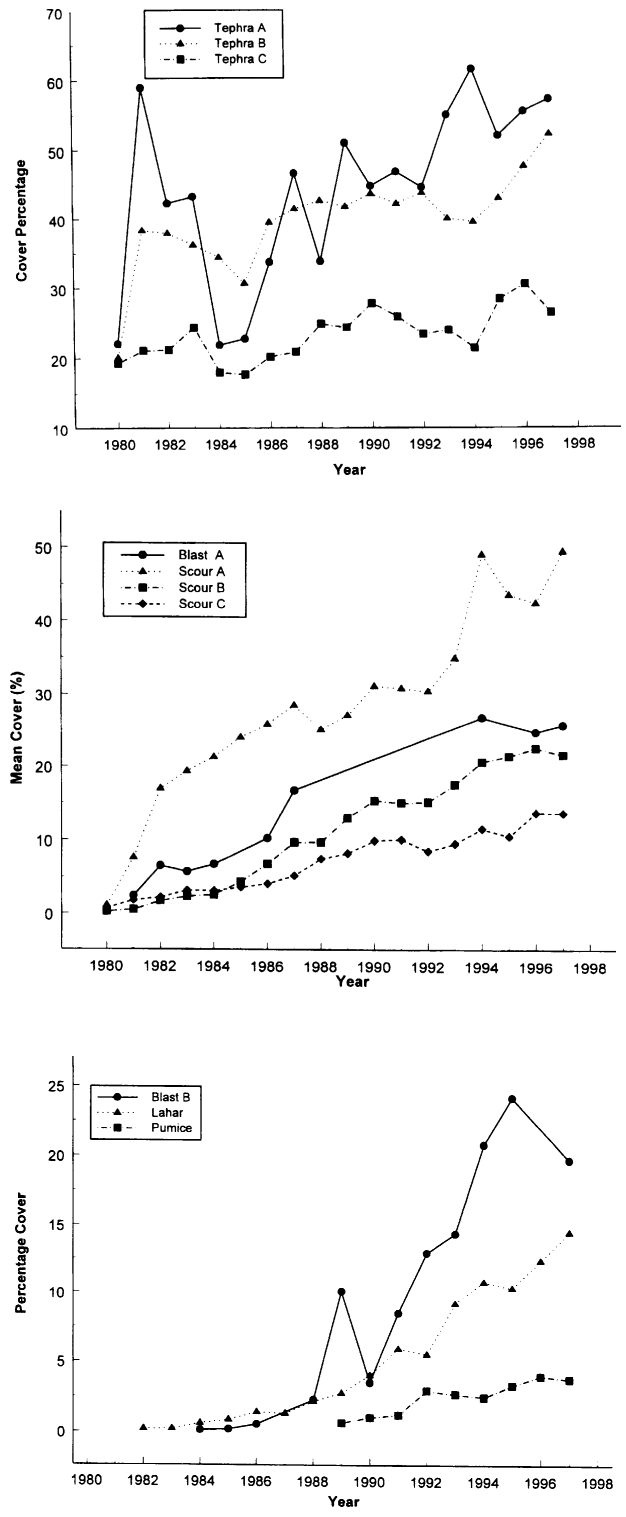 70
60
50
40
30
20
10
Cover Percentage
Tephra A
Tephra B
Tephra C
1980 1982 1984 1986 1988 1990 1992 1994 1996 1998
Year
50
40
30
20
10
0
Mean Cover (%)
Blast A
Scour A
Scour B
Scour C
1980 1982 1984 1986 1988 1990 1992 1994 1996 1998
Year
25
20
15
10
5
0
Percentage Cover
Blast B
Lahar
Pumice
1980 1982 1984 1986 1988 1990 1992 1994 1996 1998
Year